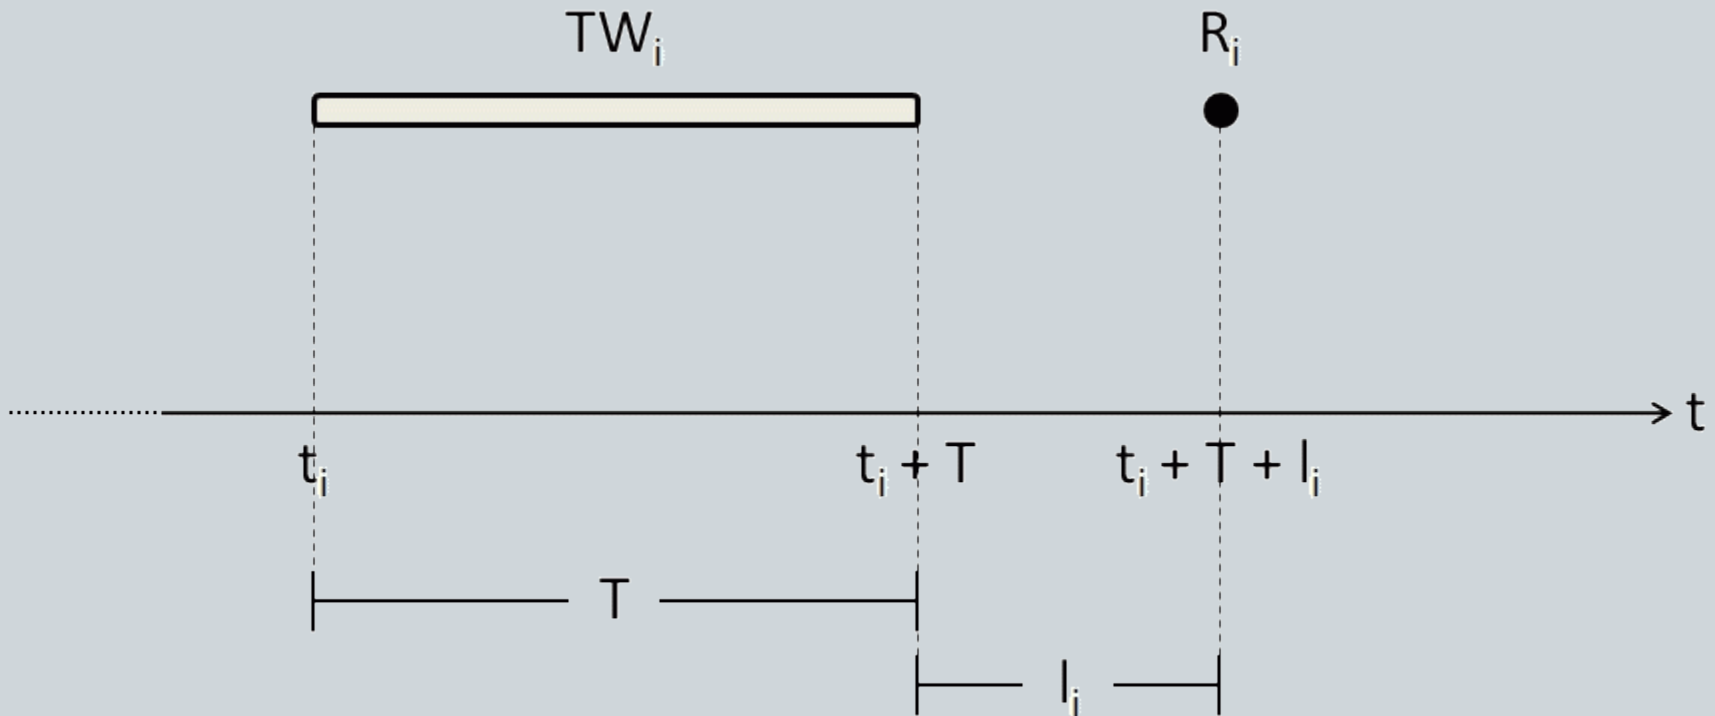 TWᵢ Rᵢ
t
tᵢ tᵢ + T tᵢ + T + lᵢ
T
lᵢ